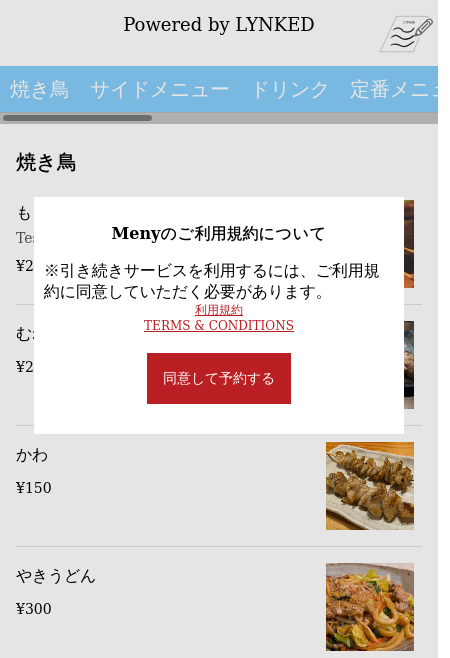 Powered by LYNKED
焼き鳥 サイドメニュー ドリンク 定番メニュ
焼き鳥
も
Tes
¥2
Menyのご利用規約について
※引き続きサービスを利用するには、ご利用規
約に同意していただく必要があります。
利用規約
TERMS & CONDITIONS
む
¥2
同意して予約する
かわ
¥150
やきうどん
¥300